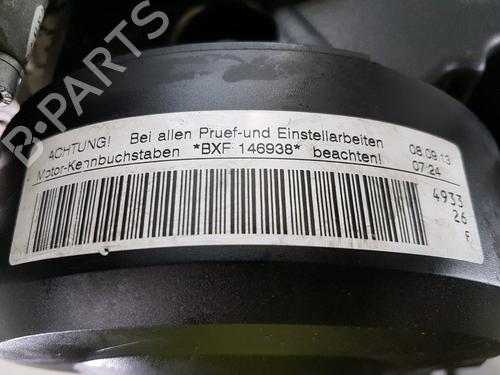 B-PARTS
ACHTUNG! Bei allen Pruef-und Einstellarbeiten
Motor-Kennbuchstaben *BXF 146938* beachten!
08.09.13
07:24
4933
26
F